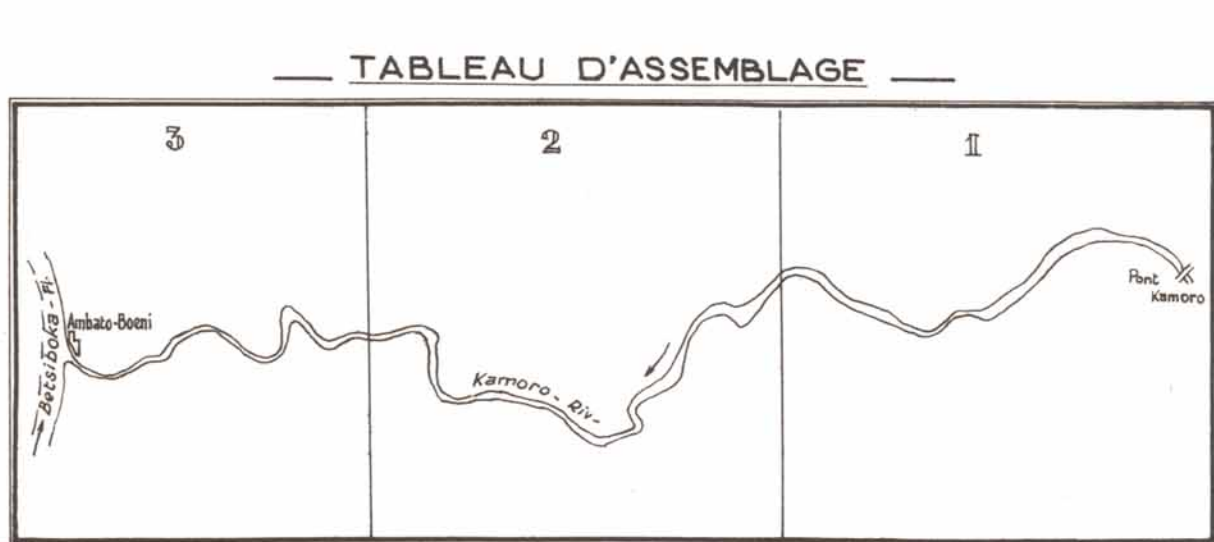 TABLEAU D'ASSEMBLAGE
3
2
1
Pont
Kamoro
Ambato-Boeni
Betsiboka - Fl.
Kamoro - Riv-